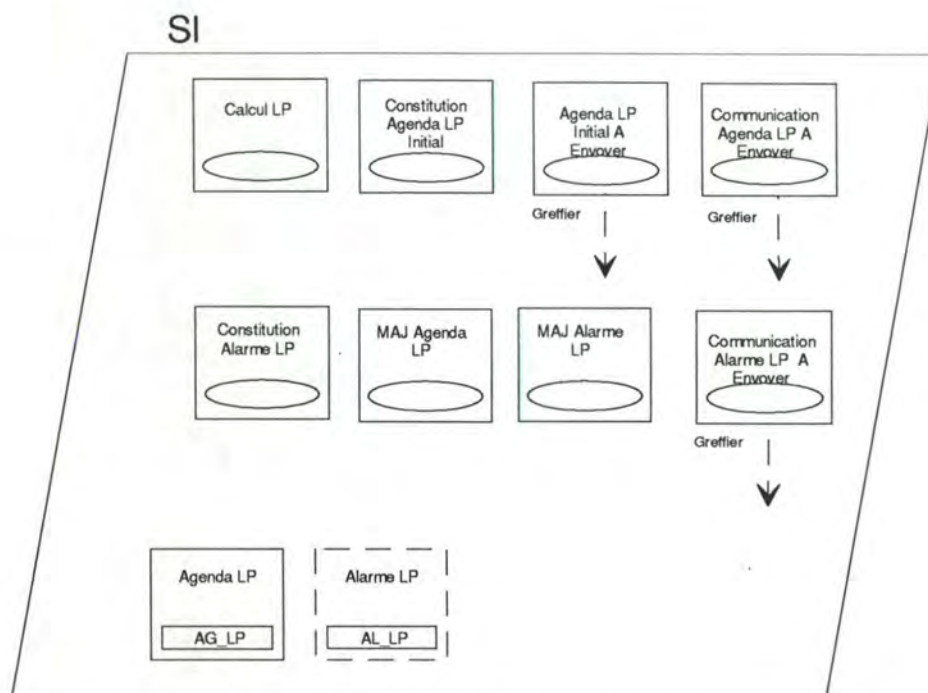 SI
Calcul LP
Constitution
Agenda LP
Initial
Agenda LP
Initial A
Envoyer
Communication
Agenda LP A
Envoyer
Greffier
Greffier
Constitution
Alarme LP
MAJ Agenda
LP
MAJ Alarme
LP
Communication
Alarme LP A
Envoyer
Greffier
Agenda LP
Alarme LP
AG_LP
AL_LP